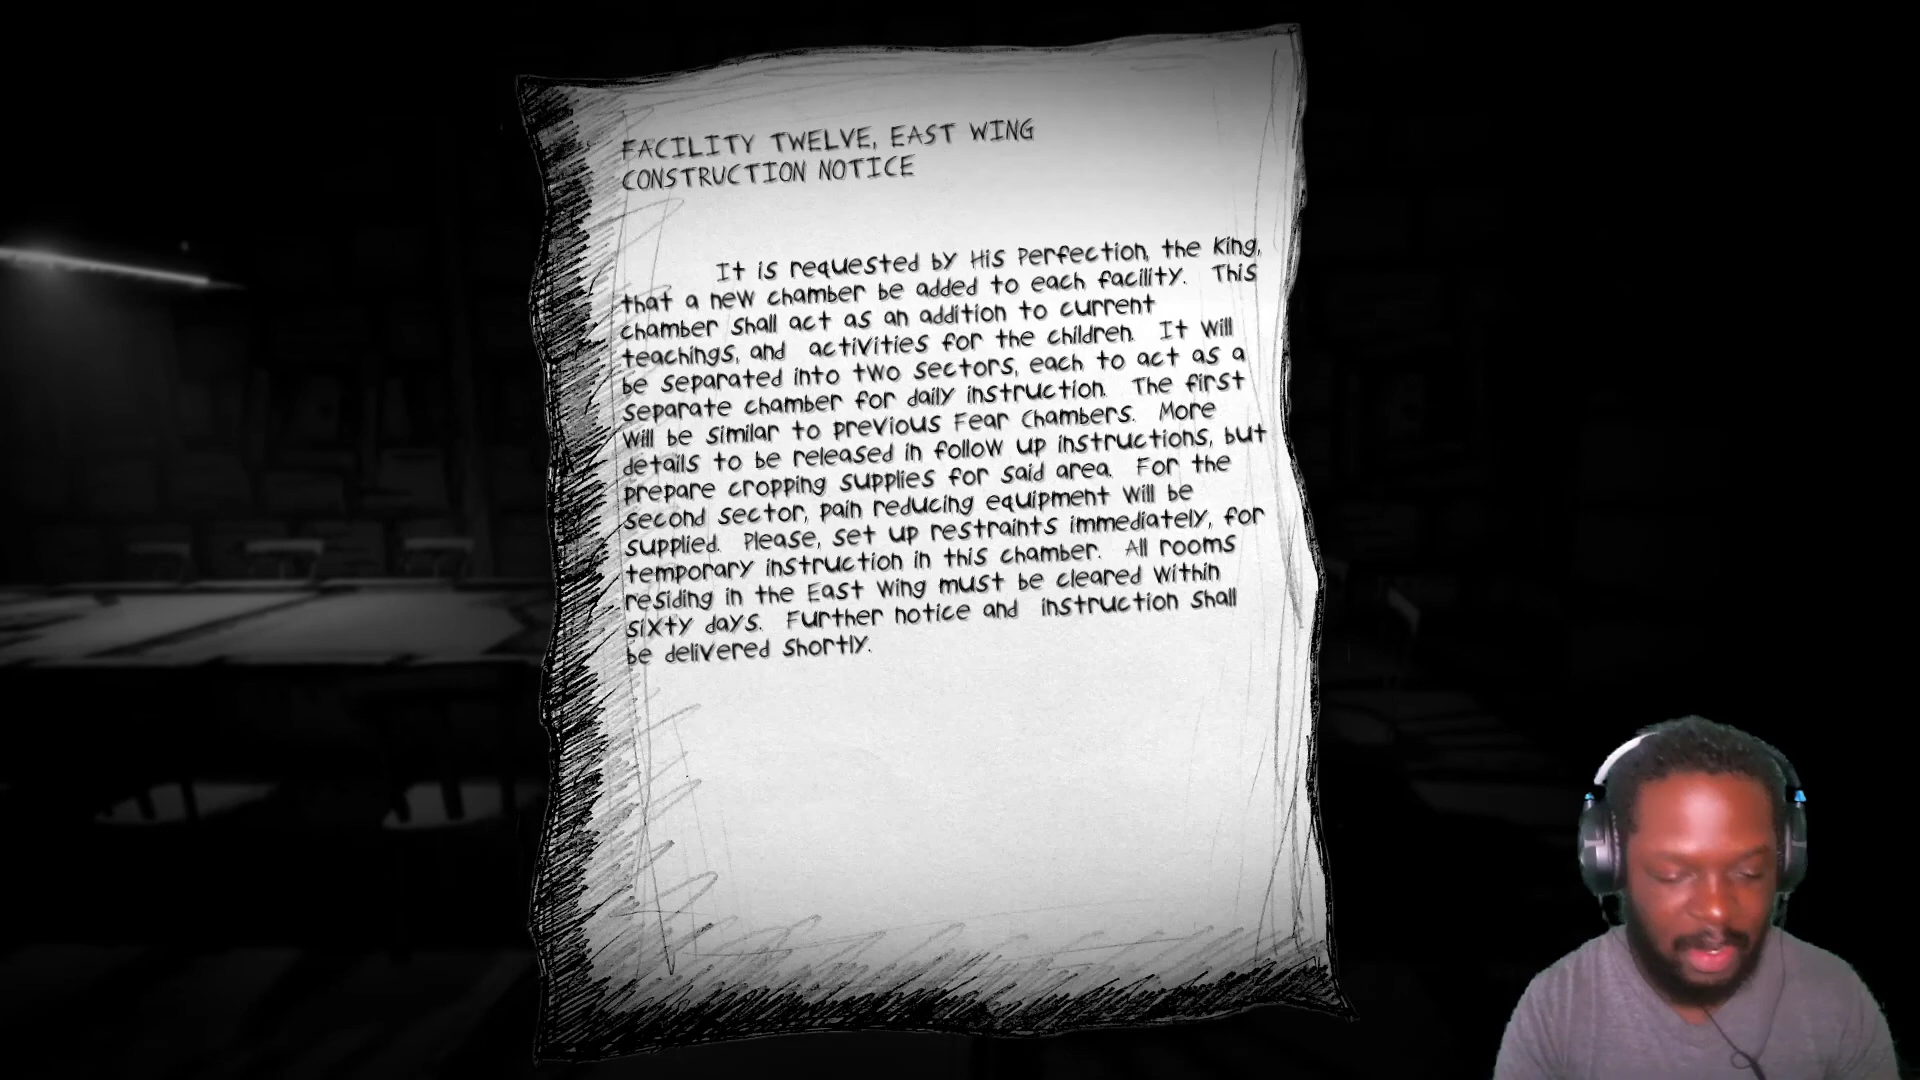 FACILITY TWELVE, EAST WING
CONSTRUCTION NOTICE
It is requested by His Perfection, the King,
that a new chamber be added to each facility. This
chamber shall act as an addition to current
teachings, and activities for the children. It will
be separated into two sectors, each to act as a
separate chamber for daily instruction. The first
will be similar to previous Fear Chambers. More
details to be released in follow up instructions, but
prepare cropping supplies for said area. For the
second sector, pain reducing equipment will be
supplied. Please, set up restraints immediately, for
temporary instruction in this chamber. All rooms
residing in the East Wing must be cleared within
sixty days. Further notice and instruction shall
be delivered shortly.